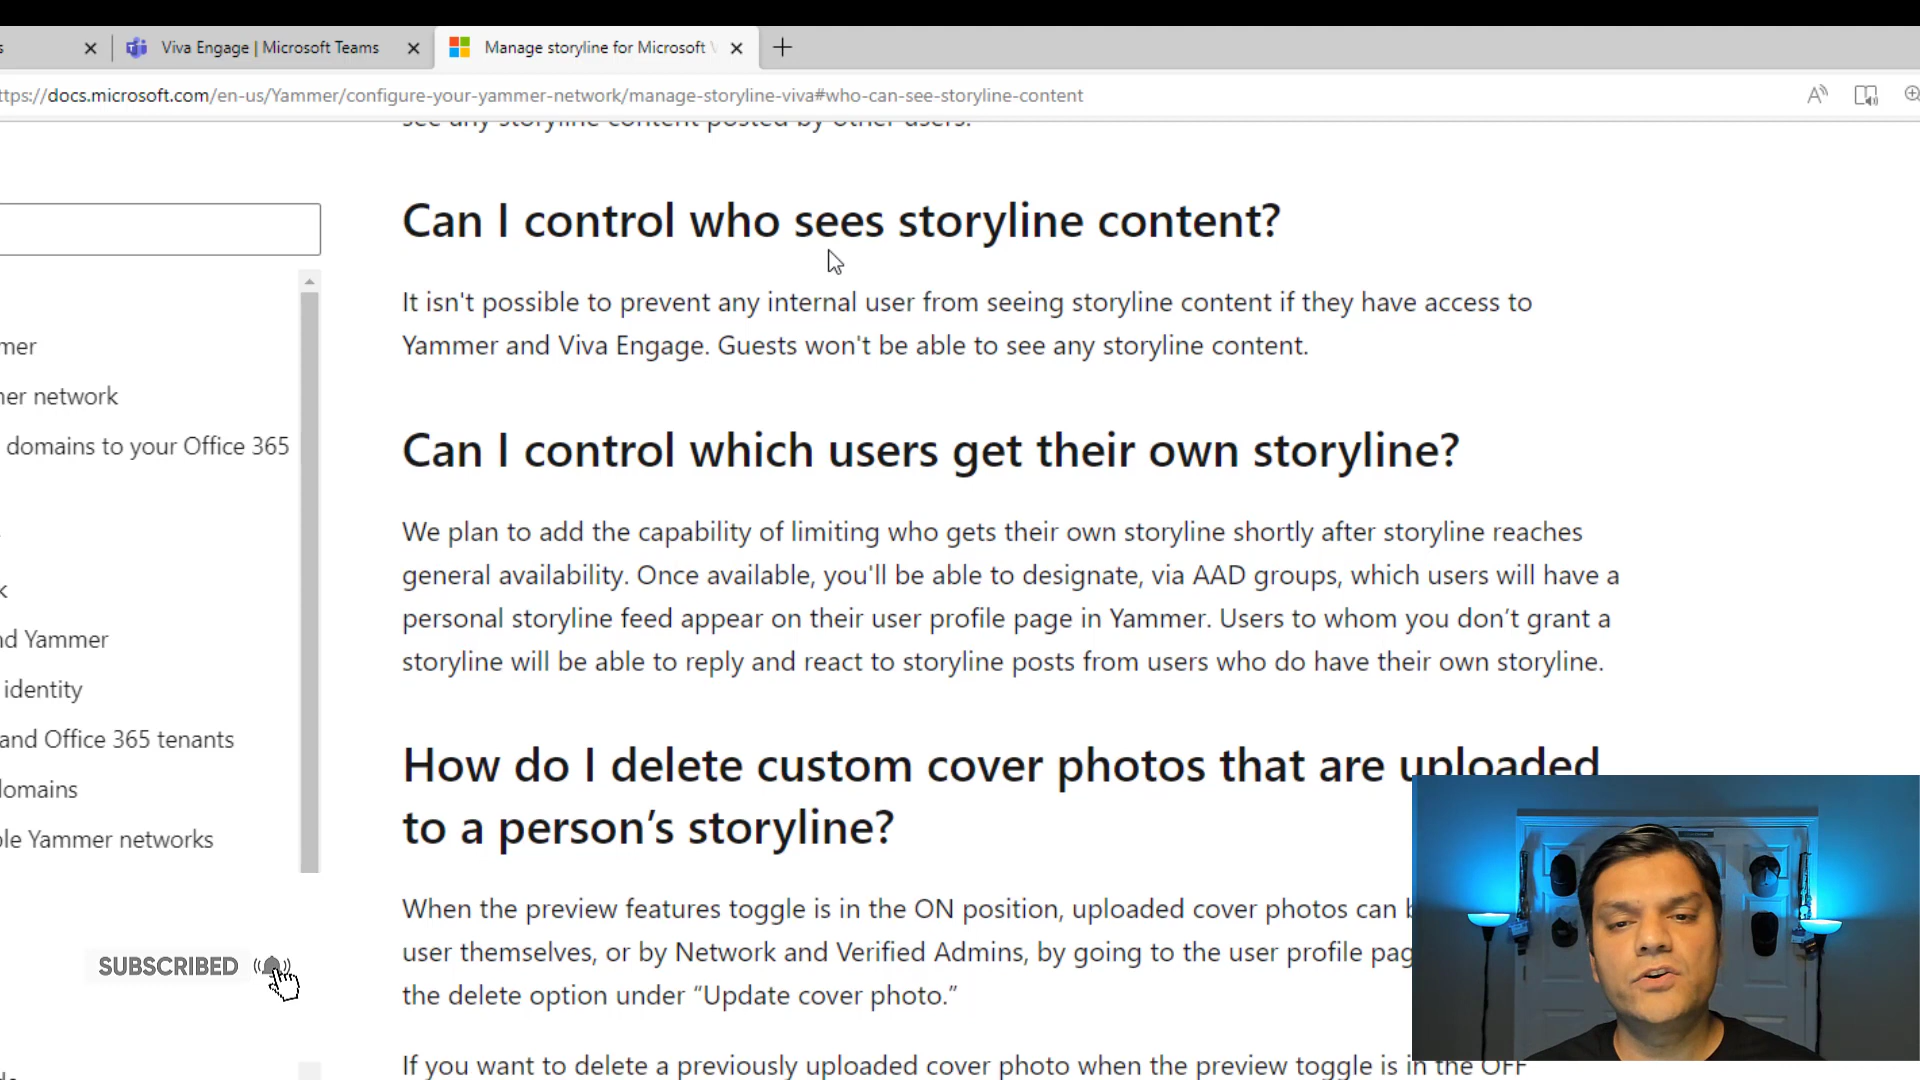 s
Viva Engage | Microsoft Teams
Manage storyline for Microsoft
ttps://docs.microsoft.com/en-us/Yammer/configure-your-yammer-network/manage-storyline-viva#who-can-see-storyline-content
see any storyline content posted by other users.
Can I control who sees storyline content?
It isn't possible to prevent any internal user from seeing storyline content if they have access to
Yammer and Viva Engage. Guests won't be able to see any storyline content.
mer
ner network
domains to your Office 365
Can I control which users get their own storyline?
We plan to add the capability of limiting who gets their own storyline shortly after storyline reaches
general availability. Once available, you'll be able to designate, via AAD groups, which users will have a
personal storyline feed appear on their user profile page in Yammer. Users to whom you don’t grant a
storyline will be able to reply and react to storyline posts from users who do have their own storyline.
k
nd Yammer
identity
and Office 365 tenants
domains
ple Yammer networks
How do I delete custom cover photos that are uploaded
to a person’s storyline?
When the preview features toggle is in the ON position, uploaded cover photos can b
user themselves, or by Network and Verified Admins, by going to the user profile pag
the delete option under “Update cover photo.”
If you want to delete a previously uploaded cover photo when the preview toggle is in the OFF
SUBSCRIBED